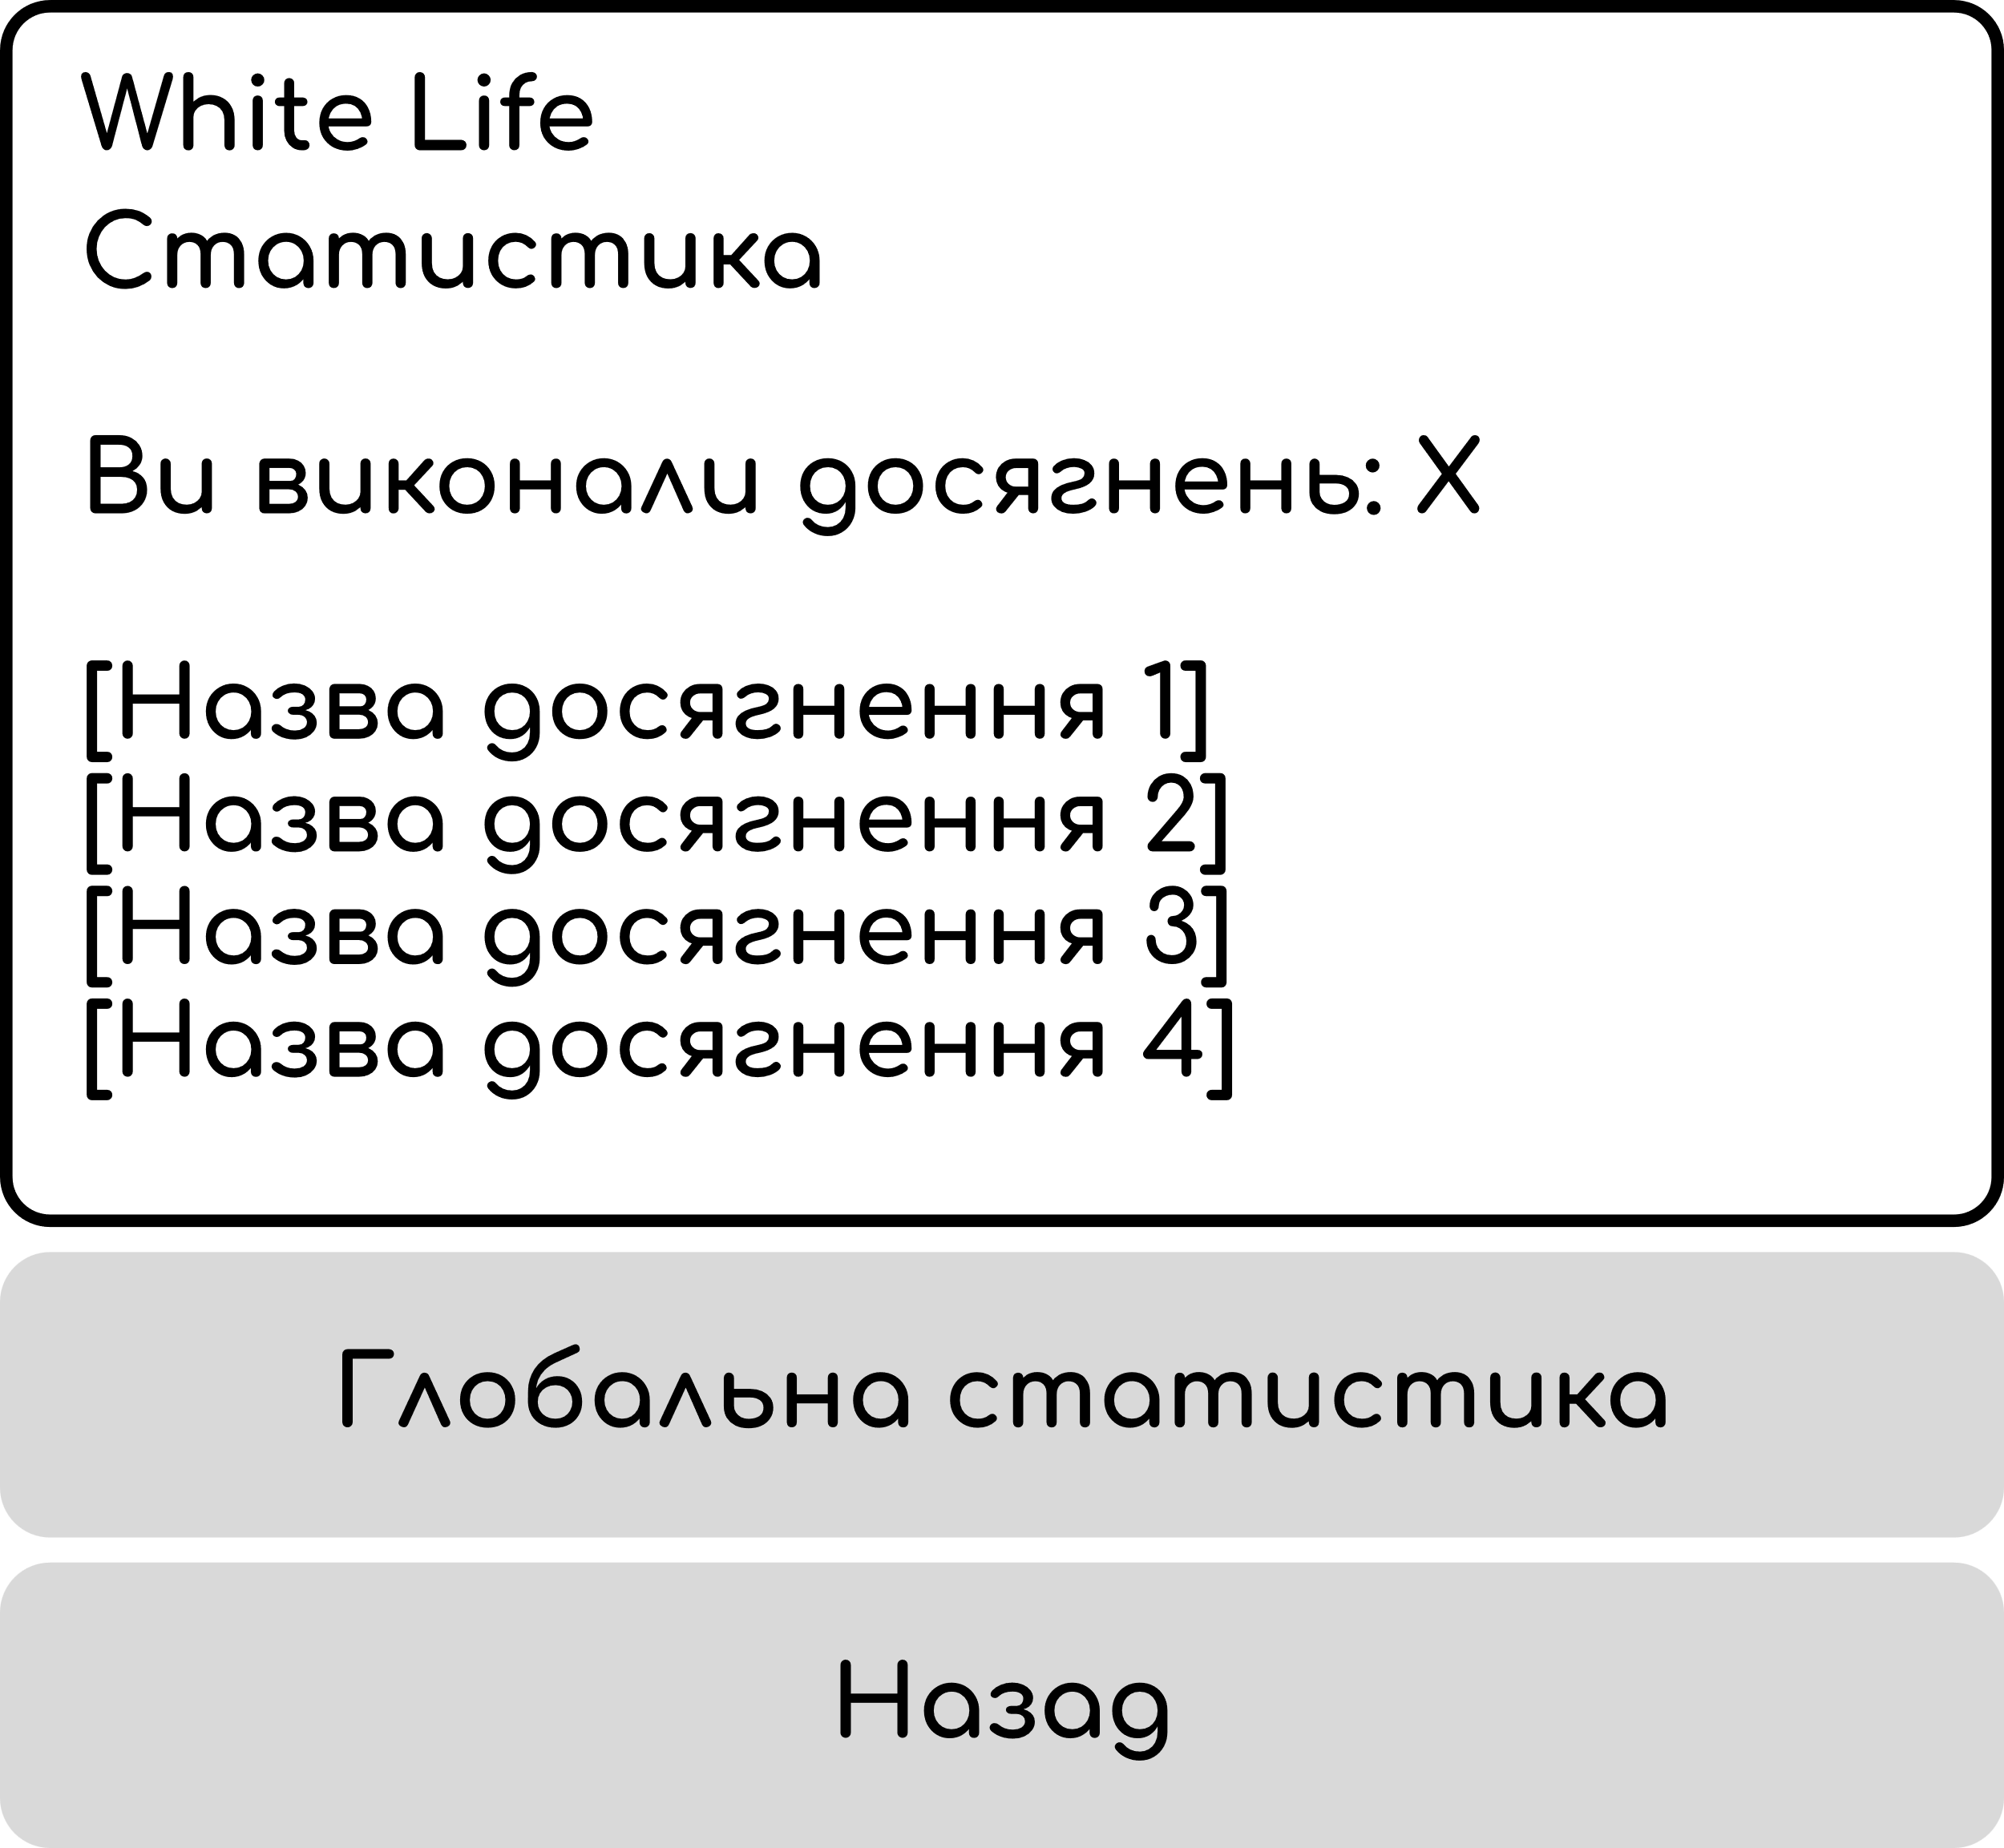 White Life
Статистика
Ви виконали досягнень: X
[Назва досягнення 1]
[Назва досягнення 2]
[Назва досягнення 3]
[Назва досягнення 4]
Глобальна статистика
Назад